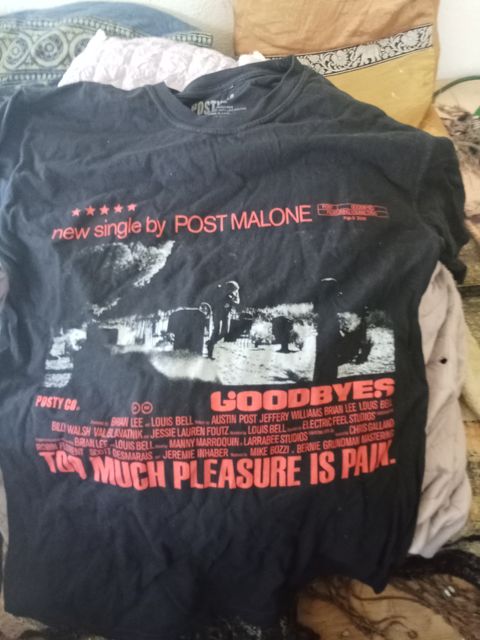 POSTY
★★★★★
new single by POST MALONE
POSTY CO.
GOODBYES
BRIAN LEE LOUIS BELL AUSTIN POST JEFFERY WILLIAMS BRIAN LEE LOUIS BELL
BILLY WALSH VAL BLAVATNIK JESSIE LAUREN FOUTZ LOUIS BELL ELECTRIC FEEL STUDIOS CHRIS GALLAND
BRIAN LEE LOUIS BELL MANNY MARROQUIN LARRABEE STUDIOS
DESMARAIS JEREMIE INHABER MIKE BOZZI BERNIE GRUNDMAN MASTERING
TOO MUCH PLEASURE IS PAIN.